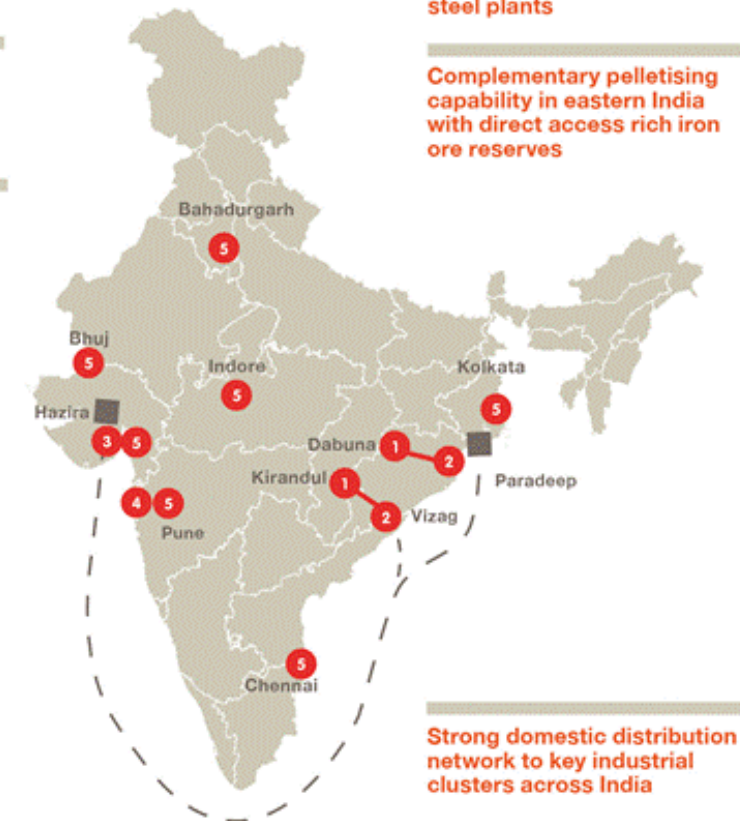 steel plants
Complementary pelletising
capability in eastern India
with direct access rich iron
ore reserves
Bahadurgarh
5
Bhuj
5
Indore
5
Kolkata
5
Hazira
3 5
Dabuna 1
2
Kirandul 1
Paradeep
4 5
2 Vizag
Pune
5
Chennai
Strong domestic distribution
network to key industrial
clusters across India